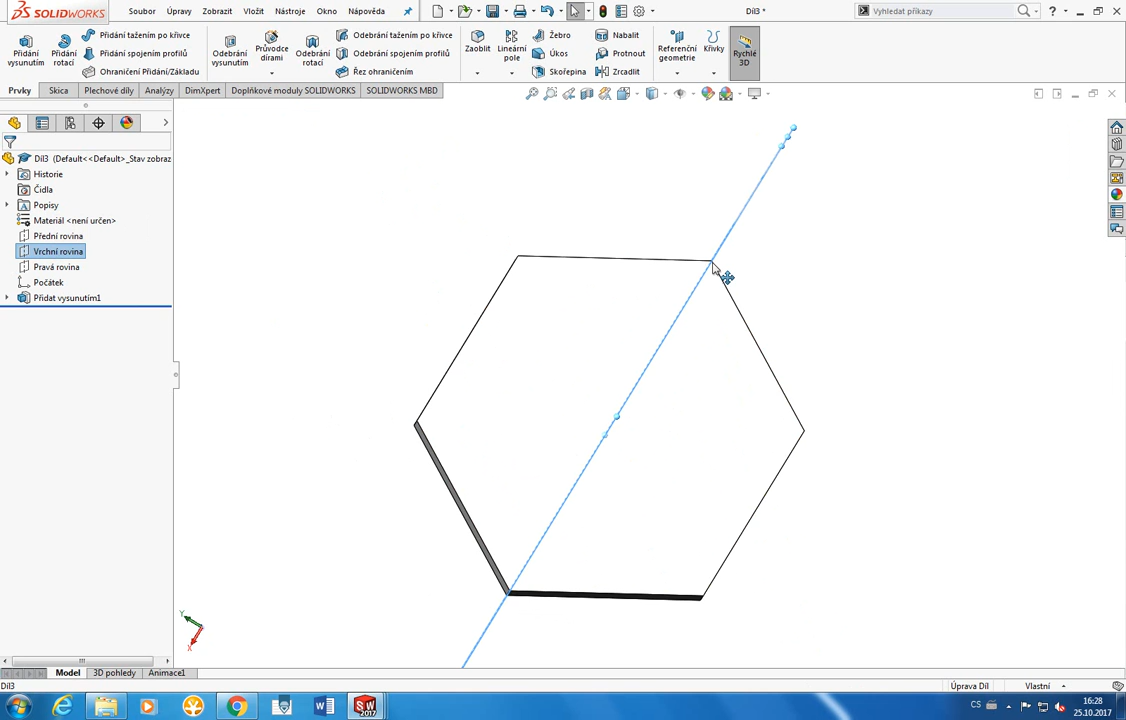 SOLIDWORKS Soubor Úpravy Zobrazit Vložit Nástroje Okno Nápověda Díl3 * Vyhledat příkazy
Přidání vysunutím
Přidání rotací
Přidání tažením po křivce
Přidání spojením profilů
Ohraničení Přidání/Základu
Odebrání vysunutím
Průvodce dírami
Odebrání rotací
Odebrání tažením po křivce
Odebrání spojením profilů
Řez ohraničením
Zaoblit
Lineární pole
Žebro
Úkos
Skořepina
Nabalit
Protnout
Zrcadlit
Referenční geometrie
Křivky
Rychlé 3D
Prvky Skica Plechové díly Analýzy DimXpert Doplňkové moduly SOLIDWORKS SOLIDWORKS MBD
Díl3 (Default<<Default>_Stav zobraz
Historie
Čidla
Popisy
Materiál <není určen>
Přední rovina
Vrchní rovina
Pravá rovina
Počátek
Přidat vysunutím1
Y
X
Model 3D pohledy Animace1
Díl3 Úprava Díl Vlastní
SW 2017
CS 16:28
25.10.2017